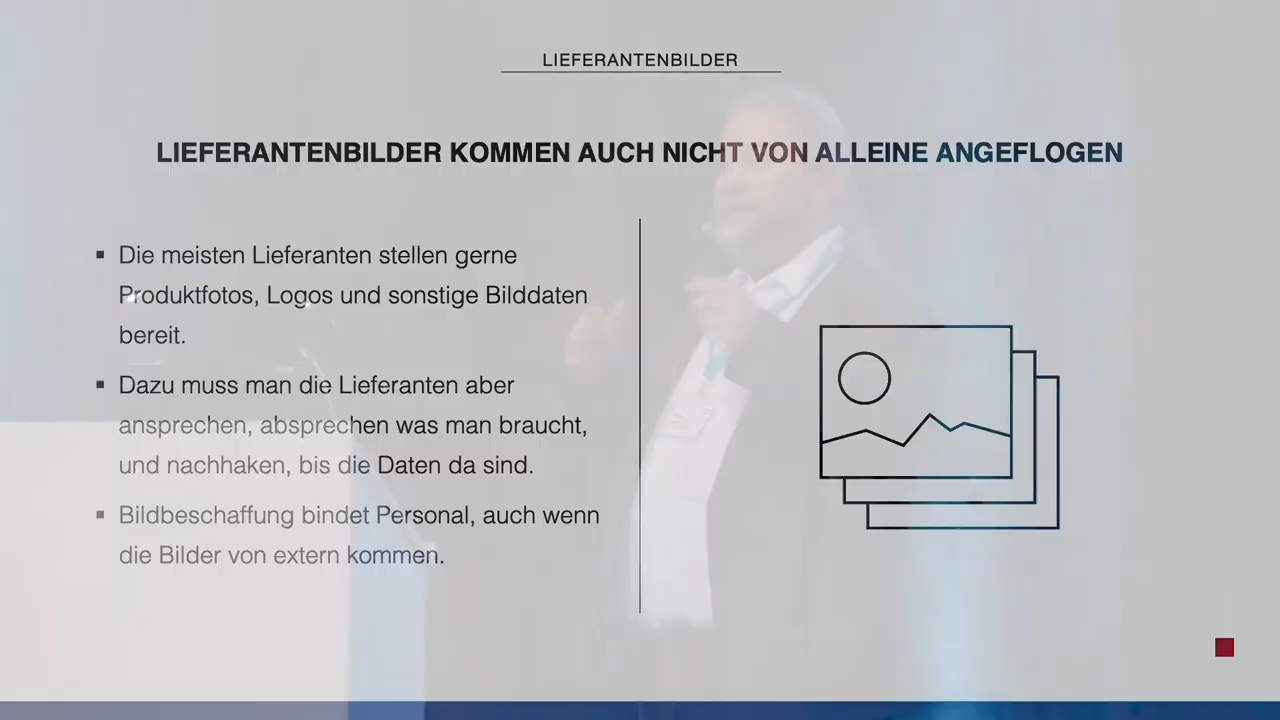 LIEFERANTENBILDER
LIEFERANTENBILDER KOMMEN AUCH NICHT VON ALLEINE ANGEFLOGEN
▪ Die meisten Lieferanten stellen gerne
Produktfotos, Logos und sonstige Bilddaten
bereit.
▪ Dazu muss man die Lieferanten aber
ansprechen, absprechen was man braucht,
und nachhaken, bis die Daten da sind.
▪ Bildbeschaffung bindet Personal, auch wenn
die Bilder von extern kommen.